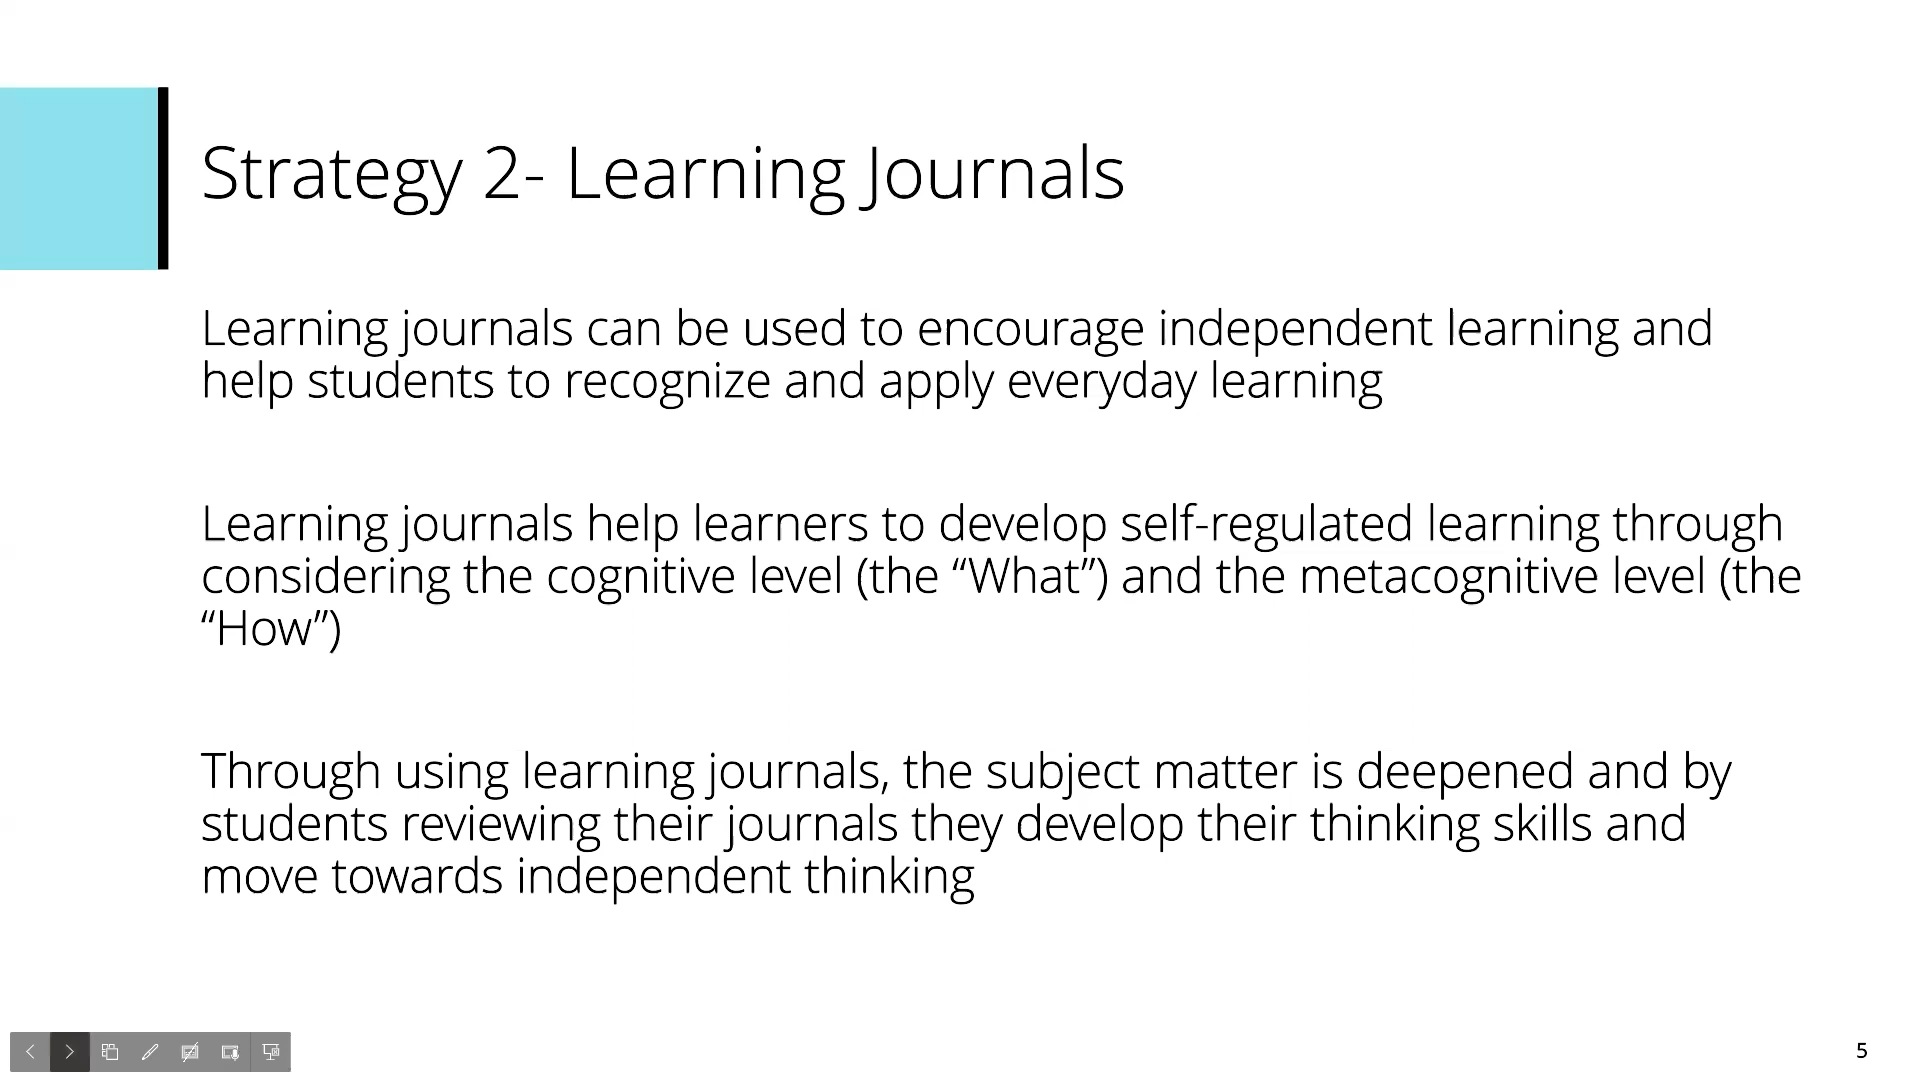 Strategy 2- Learning Journals
Learning journals can be used to encourage independent learning and
help students to recognize and apply everyday learning
Learning journals help learners to develop self-regulated learning through
considering the cognitive level (the “What”) and the metacognitive level (the
“How”)
Through using learning journals, the subject matter is deepened and by
students reviewing their journals they develop their thinking skills and
move towards independent thinking
5